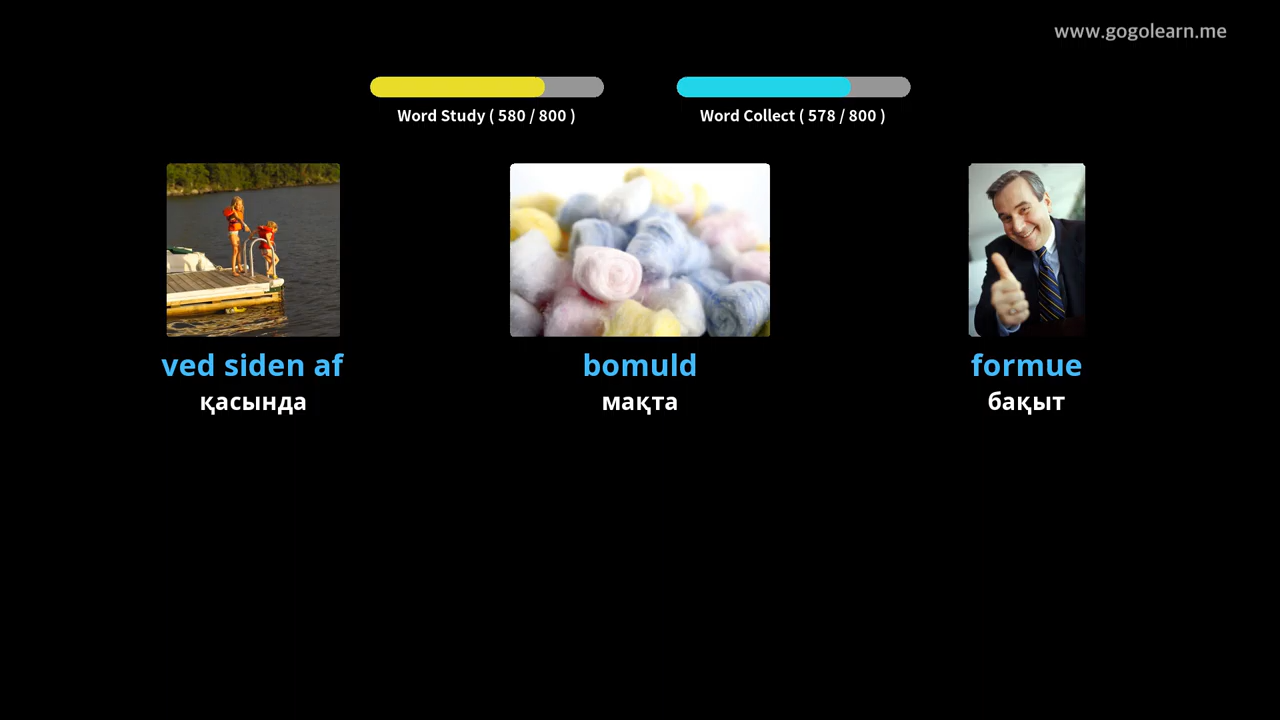 www.gogolearn.me
Word Study ( 580 / 800 )
Word Collect ( 578 / 800 )
ved siden af
қасында
bomuld
мақта
formue
бақыт